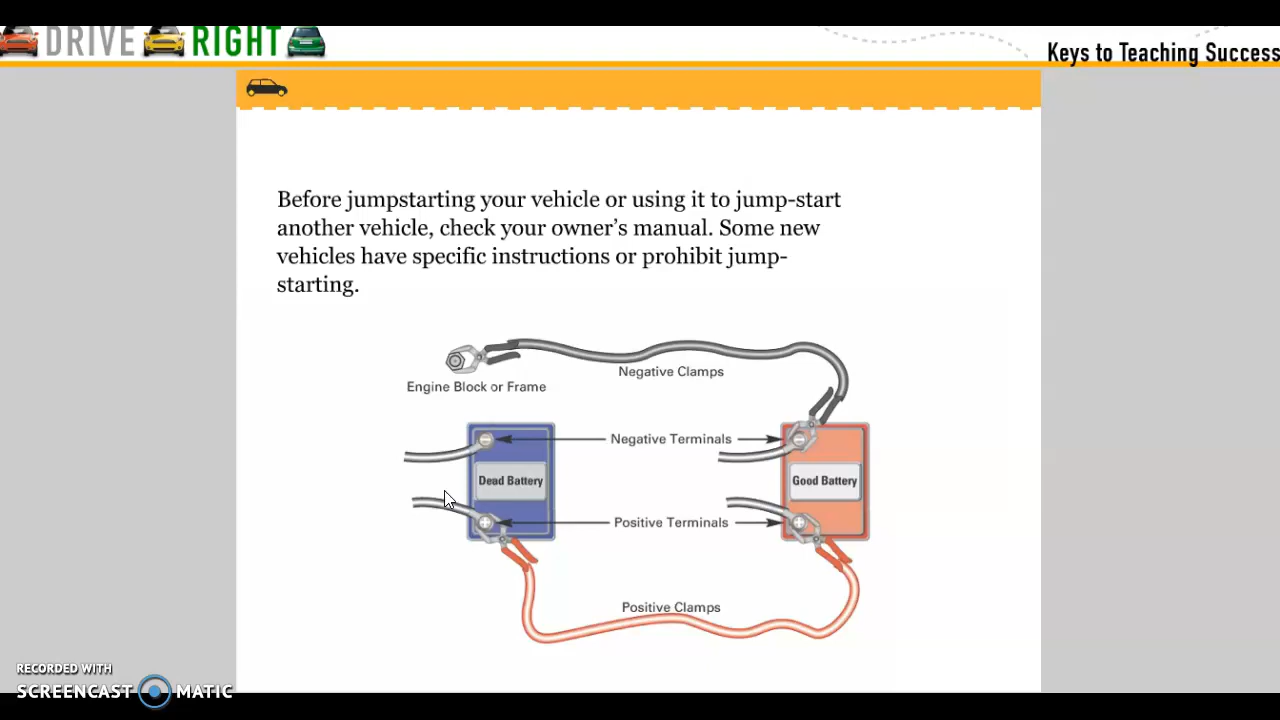 DRIVE RIGHT
Keys to Teaching Success
Before jumpstarting your vehicle or using it to jump-start
another vehicle, check your owner’s manual. Some new
vehicles have specific instructions or prohibit jump-
starting.
Negative Clamps
Engine Block or Frame
Negative Terminals
Dead Battery
Good Battery
Positive Terminals
Positive Clamps
RECORDED WITH
SCREENCAST MATIC